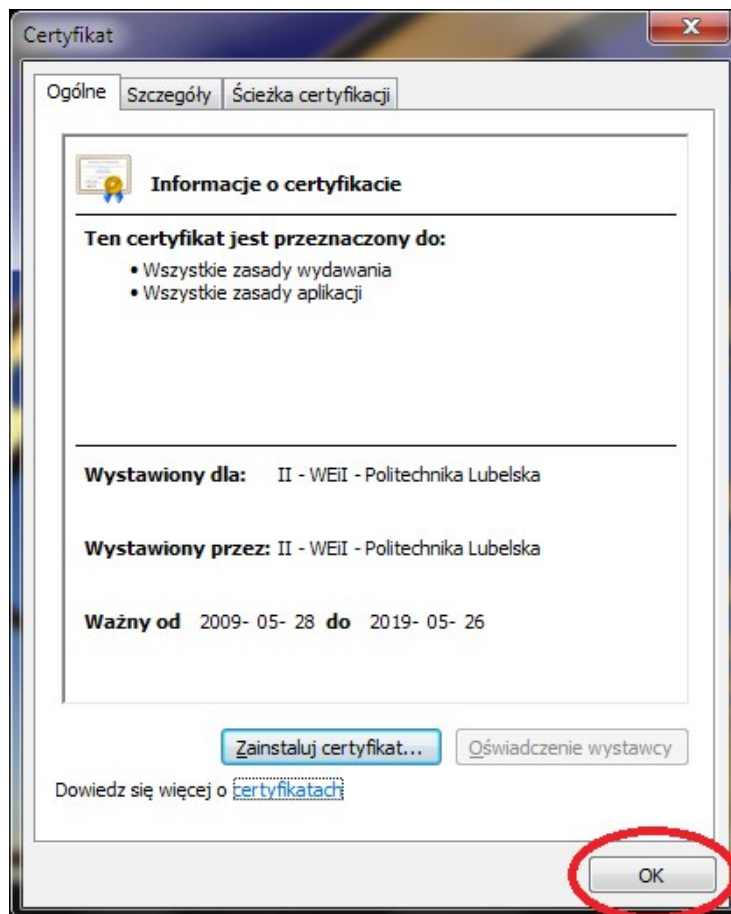 Certyfikat
Ogólne Szczegóły Ścieżka certyfikacji
Informacje o certyfikacie
Ten certyfikat jest przeznaczony do:
• Wszystkie zasady wydawania
• Wszystkie zasady aplikacji
Wystawiony dla: II - WEiI - Politechnika Lubelska
Wystawiony przez: II - WEiI - Politechnika Lubelska
Ważny od 2009- 05- 28 do 2019- 05- 26
Zainstaluj certyfikat... Oświadczenie wystawcy
Dowiedz się więcej o certyfikatach
OK